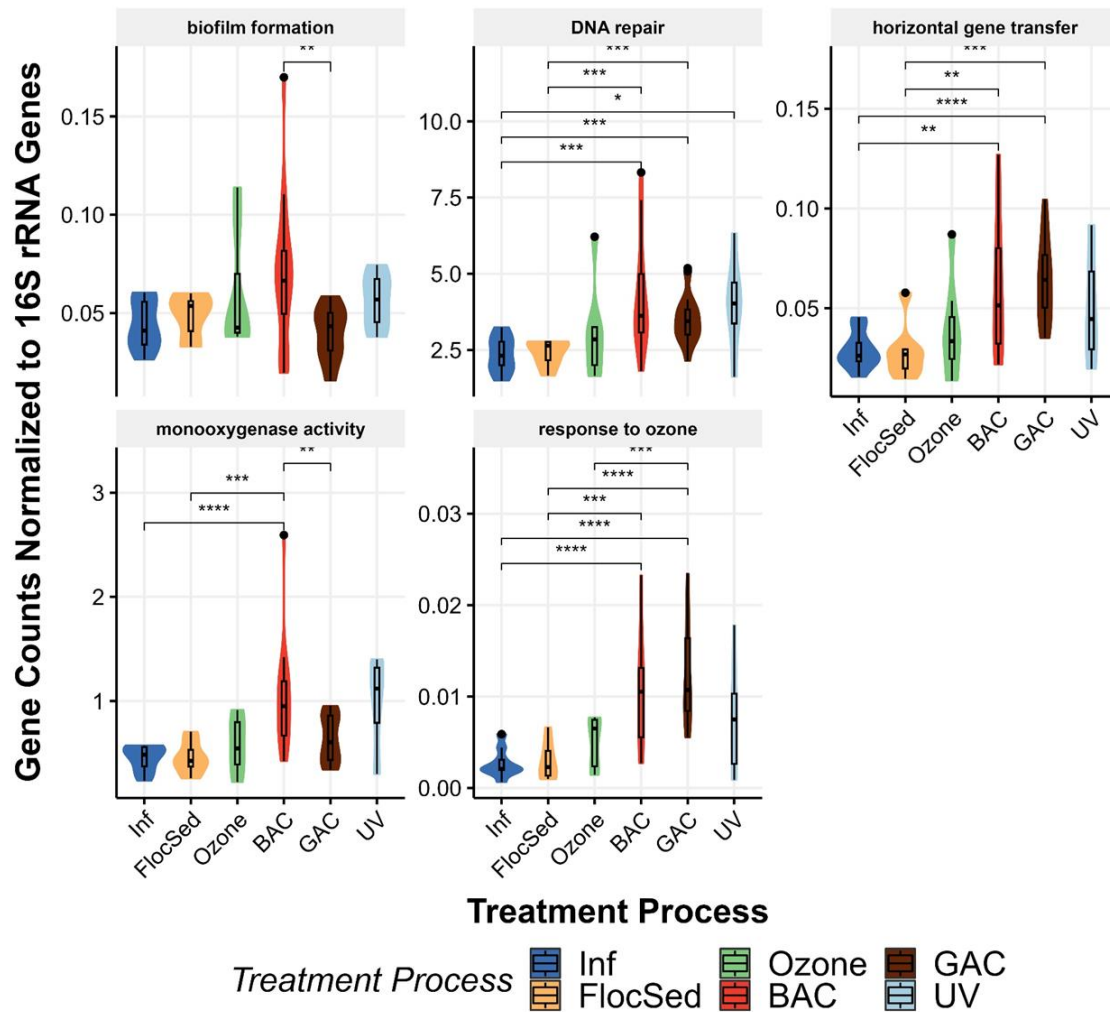 Gene Counts Normalized to 16S rRNA Genes
biofilm formation
DNA repair
horizontal gene transfer
**
***
***
*
***
***
***
**
****
**
0.15
0.10
0.05
10.0
7.5
5.0
2.5
0.15
0.10
0.05
Inf
FlocSed
Ozone
BAC
GAC
UV
monooxygenase activity
response to ozone
**
***
****
***
****
***
****
****
3
2
1
0.03
0.02
0.01
0.00
Inf
FlocSed
Ozone
BAC
GAC
UV
Inf
FlocSed
Ozone
BAC
GAC
UV
Treatment Process
Treatment Process
Inf
Ozone
GAC
FlocSed
BAC
UV